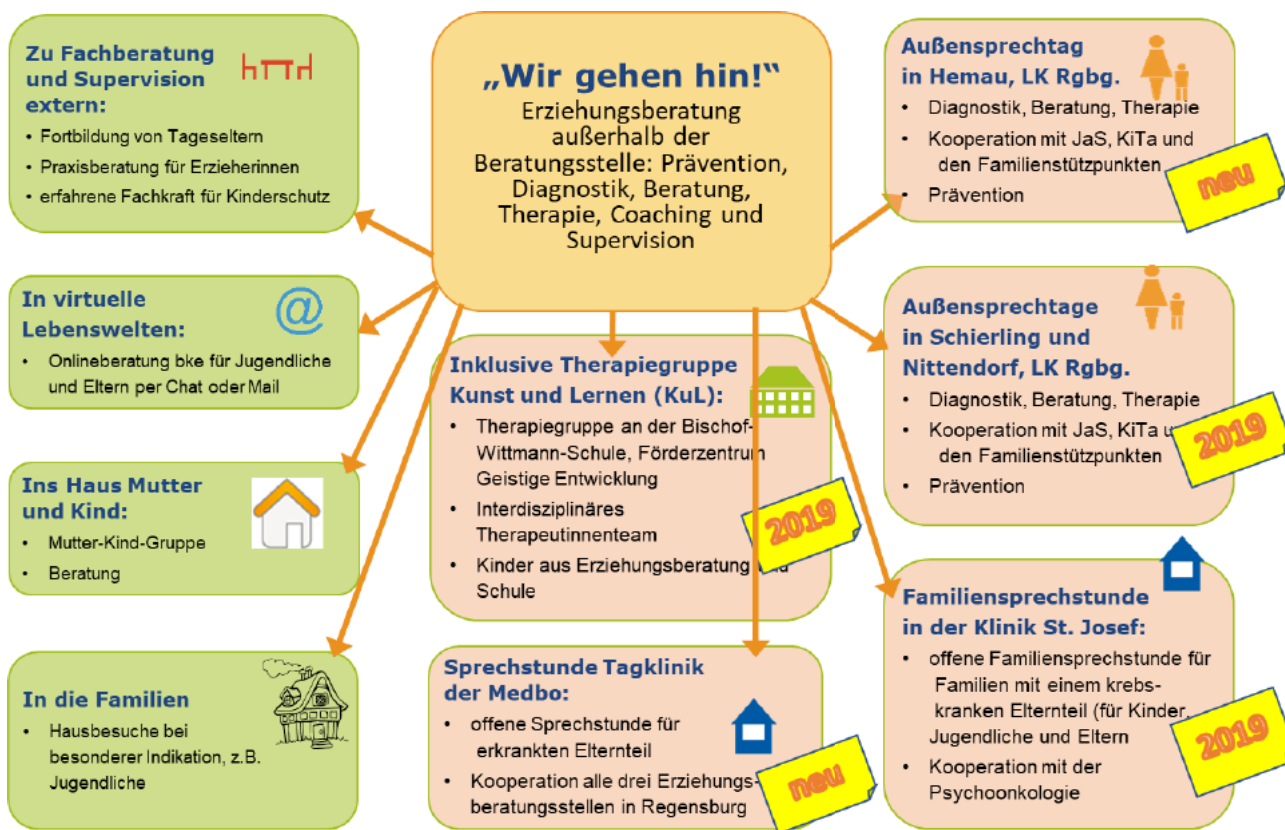 Zu Fachberatung
und Supervision
extern:
• Fortbildung von Tageseltern
• Praxisberatung für Erzieherinnen
• erfahrene Fachkraft für Kinderschutz
„Wir gehen hin!“
Erziehungsberatung
außerhalb der
Beratungsstelle: Prävention,
Diagnostik, Beratung,
Therapie, Coaching und
Supervision
Außensprechtag
in Hemau, LK Rgbg.
• Diagnostik, Beratung, Therapie
• Kooperation mit JaS, KiTa und
den Familienstützpunkten
• Prävention
neu
In virtuelle
Lebenswelten:
• Onlineberatung bke für Jugendliche
und Eltern per Chat oder Mail
@
Inklusive Therapiegruppe
Kunst und Lernen (KuL):
• Therapiegruppe an der Bischof-
Wittmann-Schule, Förderzentrum
Geistige Entwicklung
• Interdisziplinäres
Therapeutinnenteam
• Kinder aus Erziehungsberatung und
Schule
2019
Außensprechtage
in Schierling und
Nittendorf, LK Rgbg.
• Diagnostik, Beratung, Therapie
• Kooperation mit JaS, KiTa u
den Familienstützpunkten
• Prävention
2019
Ins Haus Mutter
und Kind:
• Mutter-Kind-Gruppe
• Beratung
In die Familien
• Hausbesuche bei
besonderer Indikation, z.B.
Jugendliche
Sprechstunde Tagklinik
der Medbo:
• offene Sprechstunde für
erkrankten Elternteil
• Kooperation alle drei Erziehungs-
beratungsstellen in Regensburg
neu
Familiensprechstunde
in der Klinik St. Josef:
• offene Familiensprechstunde für
Familien mit einem krebs-
kranken Elternteil (für Kinder,
Jugendliche und Eltern
• Kooperation mit der
Psychoonkologie
2019